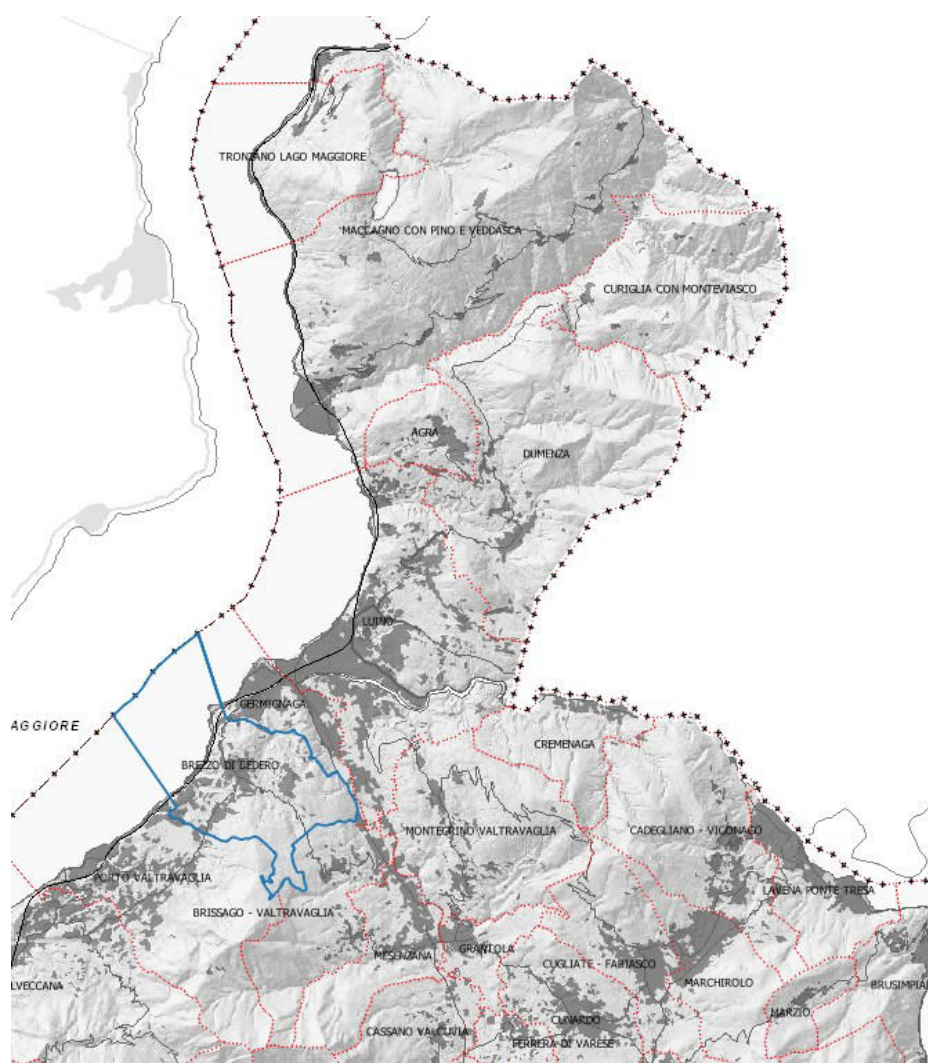 TRONZANO LAGO MAGGIORE
MACCAGNO CON PINO E VEDDASCA
CURIGLIA CON MONTEVIASCO
AGRA
DUMENZA
LUINO
GERMIGNAGA
AGGIORE
CREMENAGA
BREZZO DI BEDERO
MONTEGRINO VALTRAVAGLIA
CADEGLIANO - VICONAGO
PORTO VALTRAVAGLIA
LAVENA PONTE TRESA
BRISSAGO - VALTRAVAGLIA
GRANTOLA
MESENZANA
CUGLIATE - FABIASCO
MARCHIROLO
BRUSIMPIA
LVECCANA
MARZIO
CASSANO VALCUVIA
CUNARDO
FERRERA DI VARESE